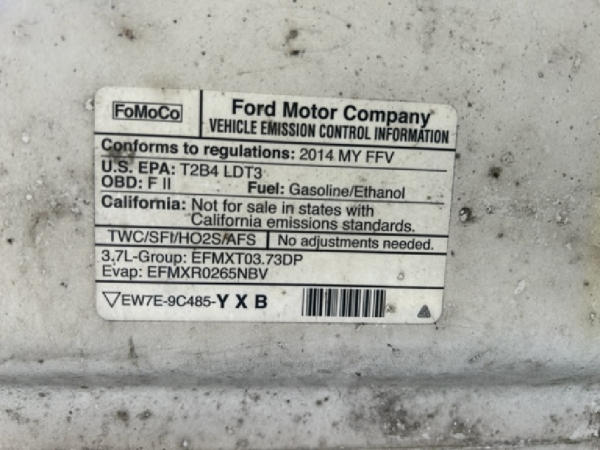 FoMoCo
Ford Motor Company
VEHICLE EMISSION CONTROL INFORMATION
Conforms to regulations: 2014 MY FFV
U.S. EPA: T2B4 LDT3
OBD: F II Fuel: Gasoline/Ethanol
California: Not for sale in states with
California emissions standards.
TWC/SFI/HO2S/AFS No adjustments needed.
3.7L-Group: EFMXT03.73DP
Evap: EFMXR0265NBV
EW7E-9C485-Y X B